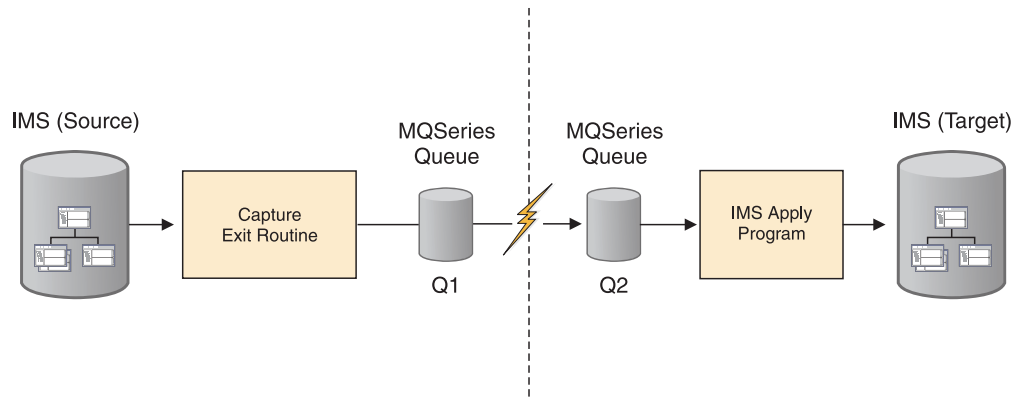 IMS (Source)
Capture
Exit Routine
MQSeries
Queue
Q1
MQSeries
Queue
Q2
IMS Apply
Program
IMS (Target)